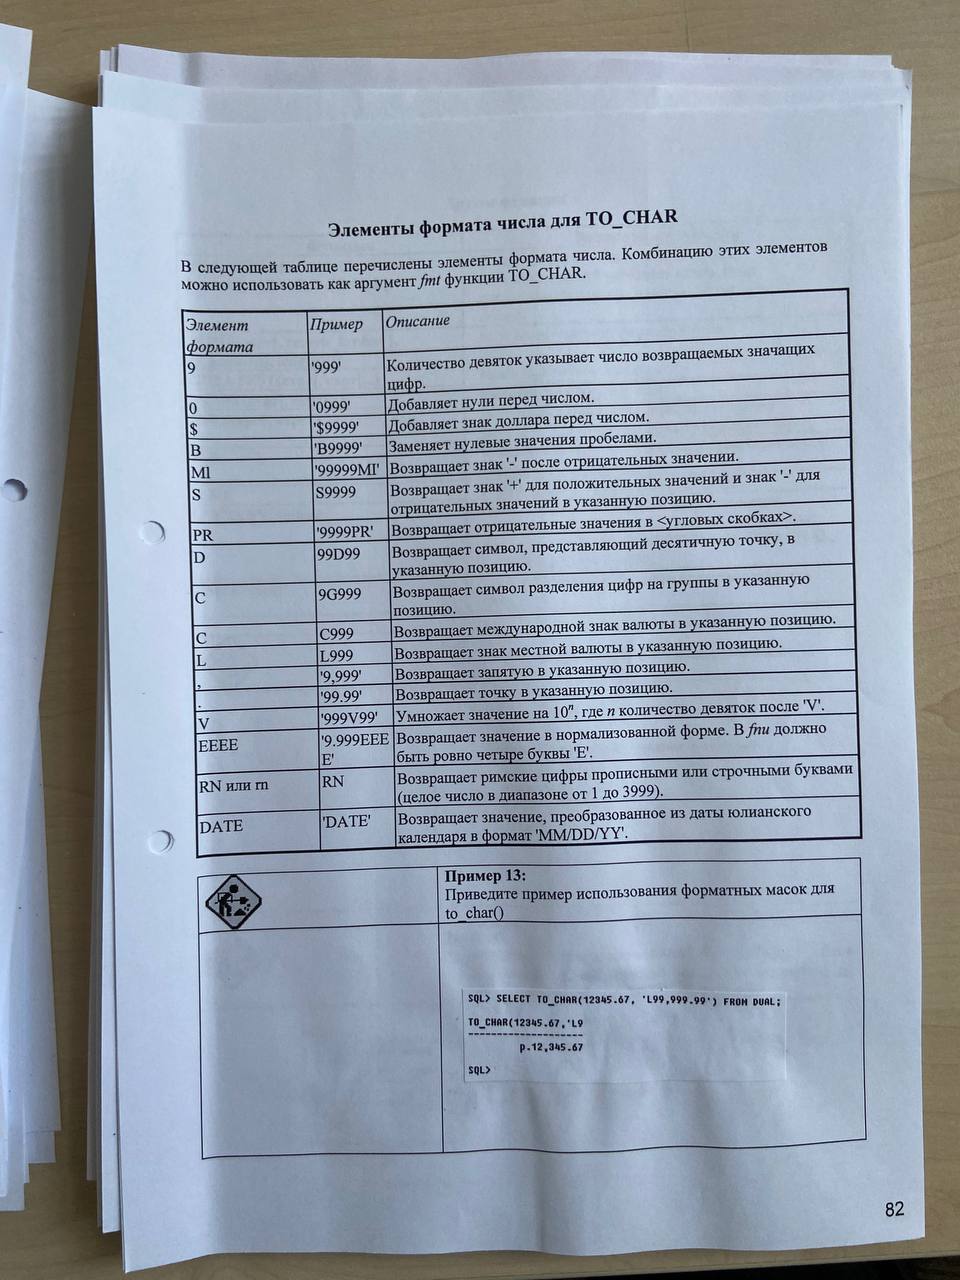 Элементы формата числа для TO_CHAR
В следующей таблице перечислены элементы формата числа. Комбинацию этих элементов
можно использовать как аргумент fmt функции TO_CHAR.
Элемент формата Пример Описание
9 '999' Количество девяток указывает число возвращаемых значащих
цифр.
0 '0999' Добавляет нули перед числом.
$ '$9999' Добавляет знак доллара перед числом.
B 'B9999' Заменяет нулевые значения пробелами.
Ml '99999MI' Возвращает знак '-' после отрицательных значении.
S S9999 Возвращает знак '+' для положительных значений и знак '-' для
отрицательных значений в указанную позицию.
PR '9999PR' Возвращает отрицательные значения в <угловых скобках>.
D 99D99 Возвращает символ, представляющий десятичную точку, в
указанную позицию.
C 9G999 Возвращает символ разделения цифр на группы в указанную
позицию.
C C999 Возвращает международной знак валюты в указанную позицию.
L L999 Возвращает знак местной валюты в указанную позицию.
, '9,999' Возвращает запятую в указанную позицию.
. '99.99' Возвращает точку в указанную позицию.
V '999V99' Умножает значение на 10ⁿ, где n количество девяток после 'V'.
EEEE '9.999EEE Возвращает значение в нормализованной форме. В fnu должно
E' быть ровно четыре буквы 'E'.
RN или rn RN Возвращает римские цифры прописными или строчными буквами
(целое число в диапазоне от 1 до 3999).
DATE 'DATE' Возвращает значение, преобразованное из даты юлианского
календаря в формат 'MM/DD/YY'.
Пример 13:
Приведите пример использования форматных масок для
to_char()
SQL> SELECT TO_CHAR(12345.67, 'L99,999.99') FROM DUAL;
TO_CHAR(12345.67,'L9
--------------------
р.12,345.67
SQL>
82